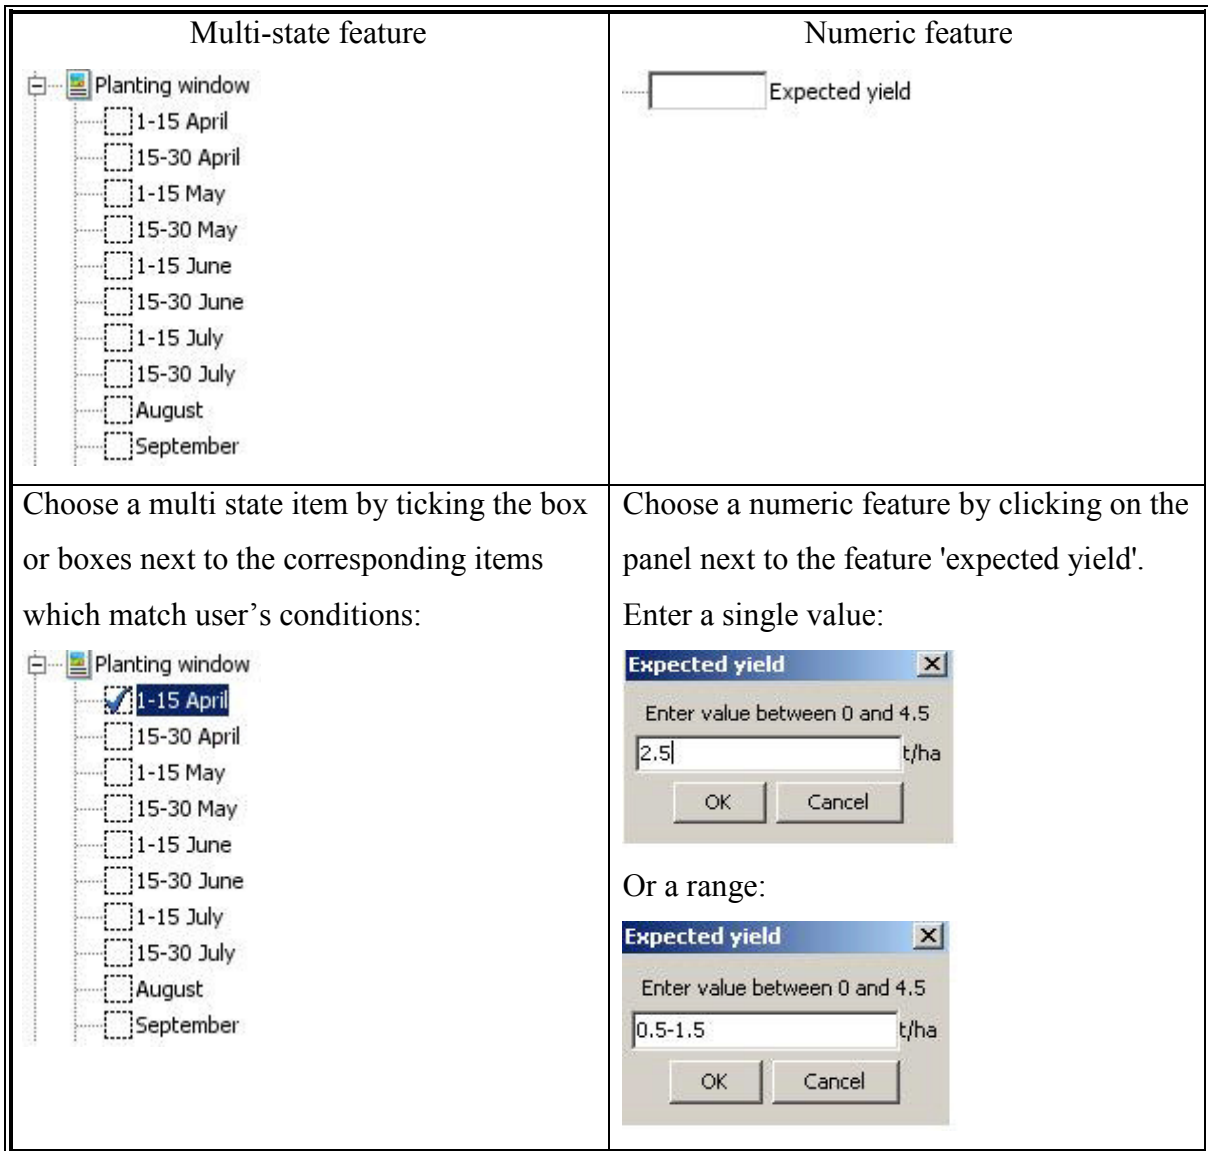 Multi-state feature
Planting window
1-15 April
15-30 April
1-15 May
15-30 May
1-15 June
15-30 June
1-15 July
15-30 July
August
September
Numeric feature
Expected yield
Choose a multi state item by ticking the box
or boxes next to the corresponding items
which match user’s conditions:
Planting window
1-15 April
15-30 April
1-15 May
15-30 May
1-15 June
15-30 June
1-15 July
15-30 July
August
September
Choose a numeric feature by clicking on the
panel next to the feature 'expected yield'.
Enter a single value:
Expected yield
Enter value between 0 and 4.5
2.5 t/ha
OK Cancel
Or a range:
Expected yield
Enter value between 0 and 4.5
0.5-1.5 t/ha
OK Cancel